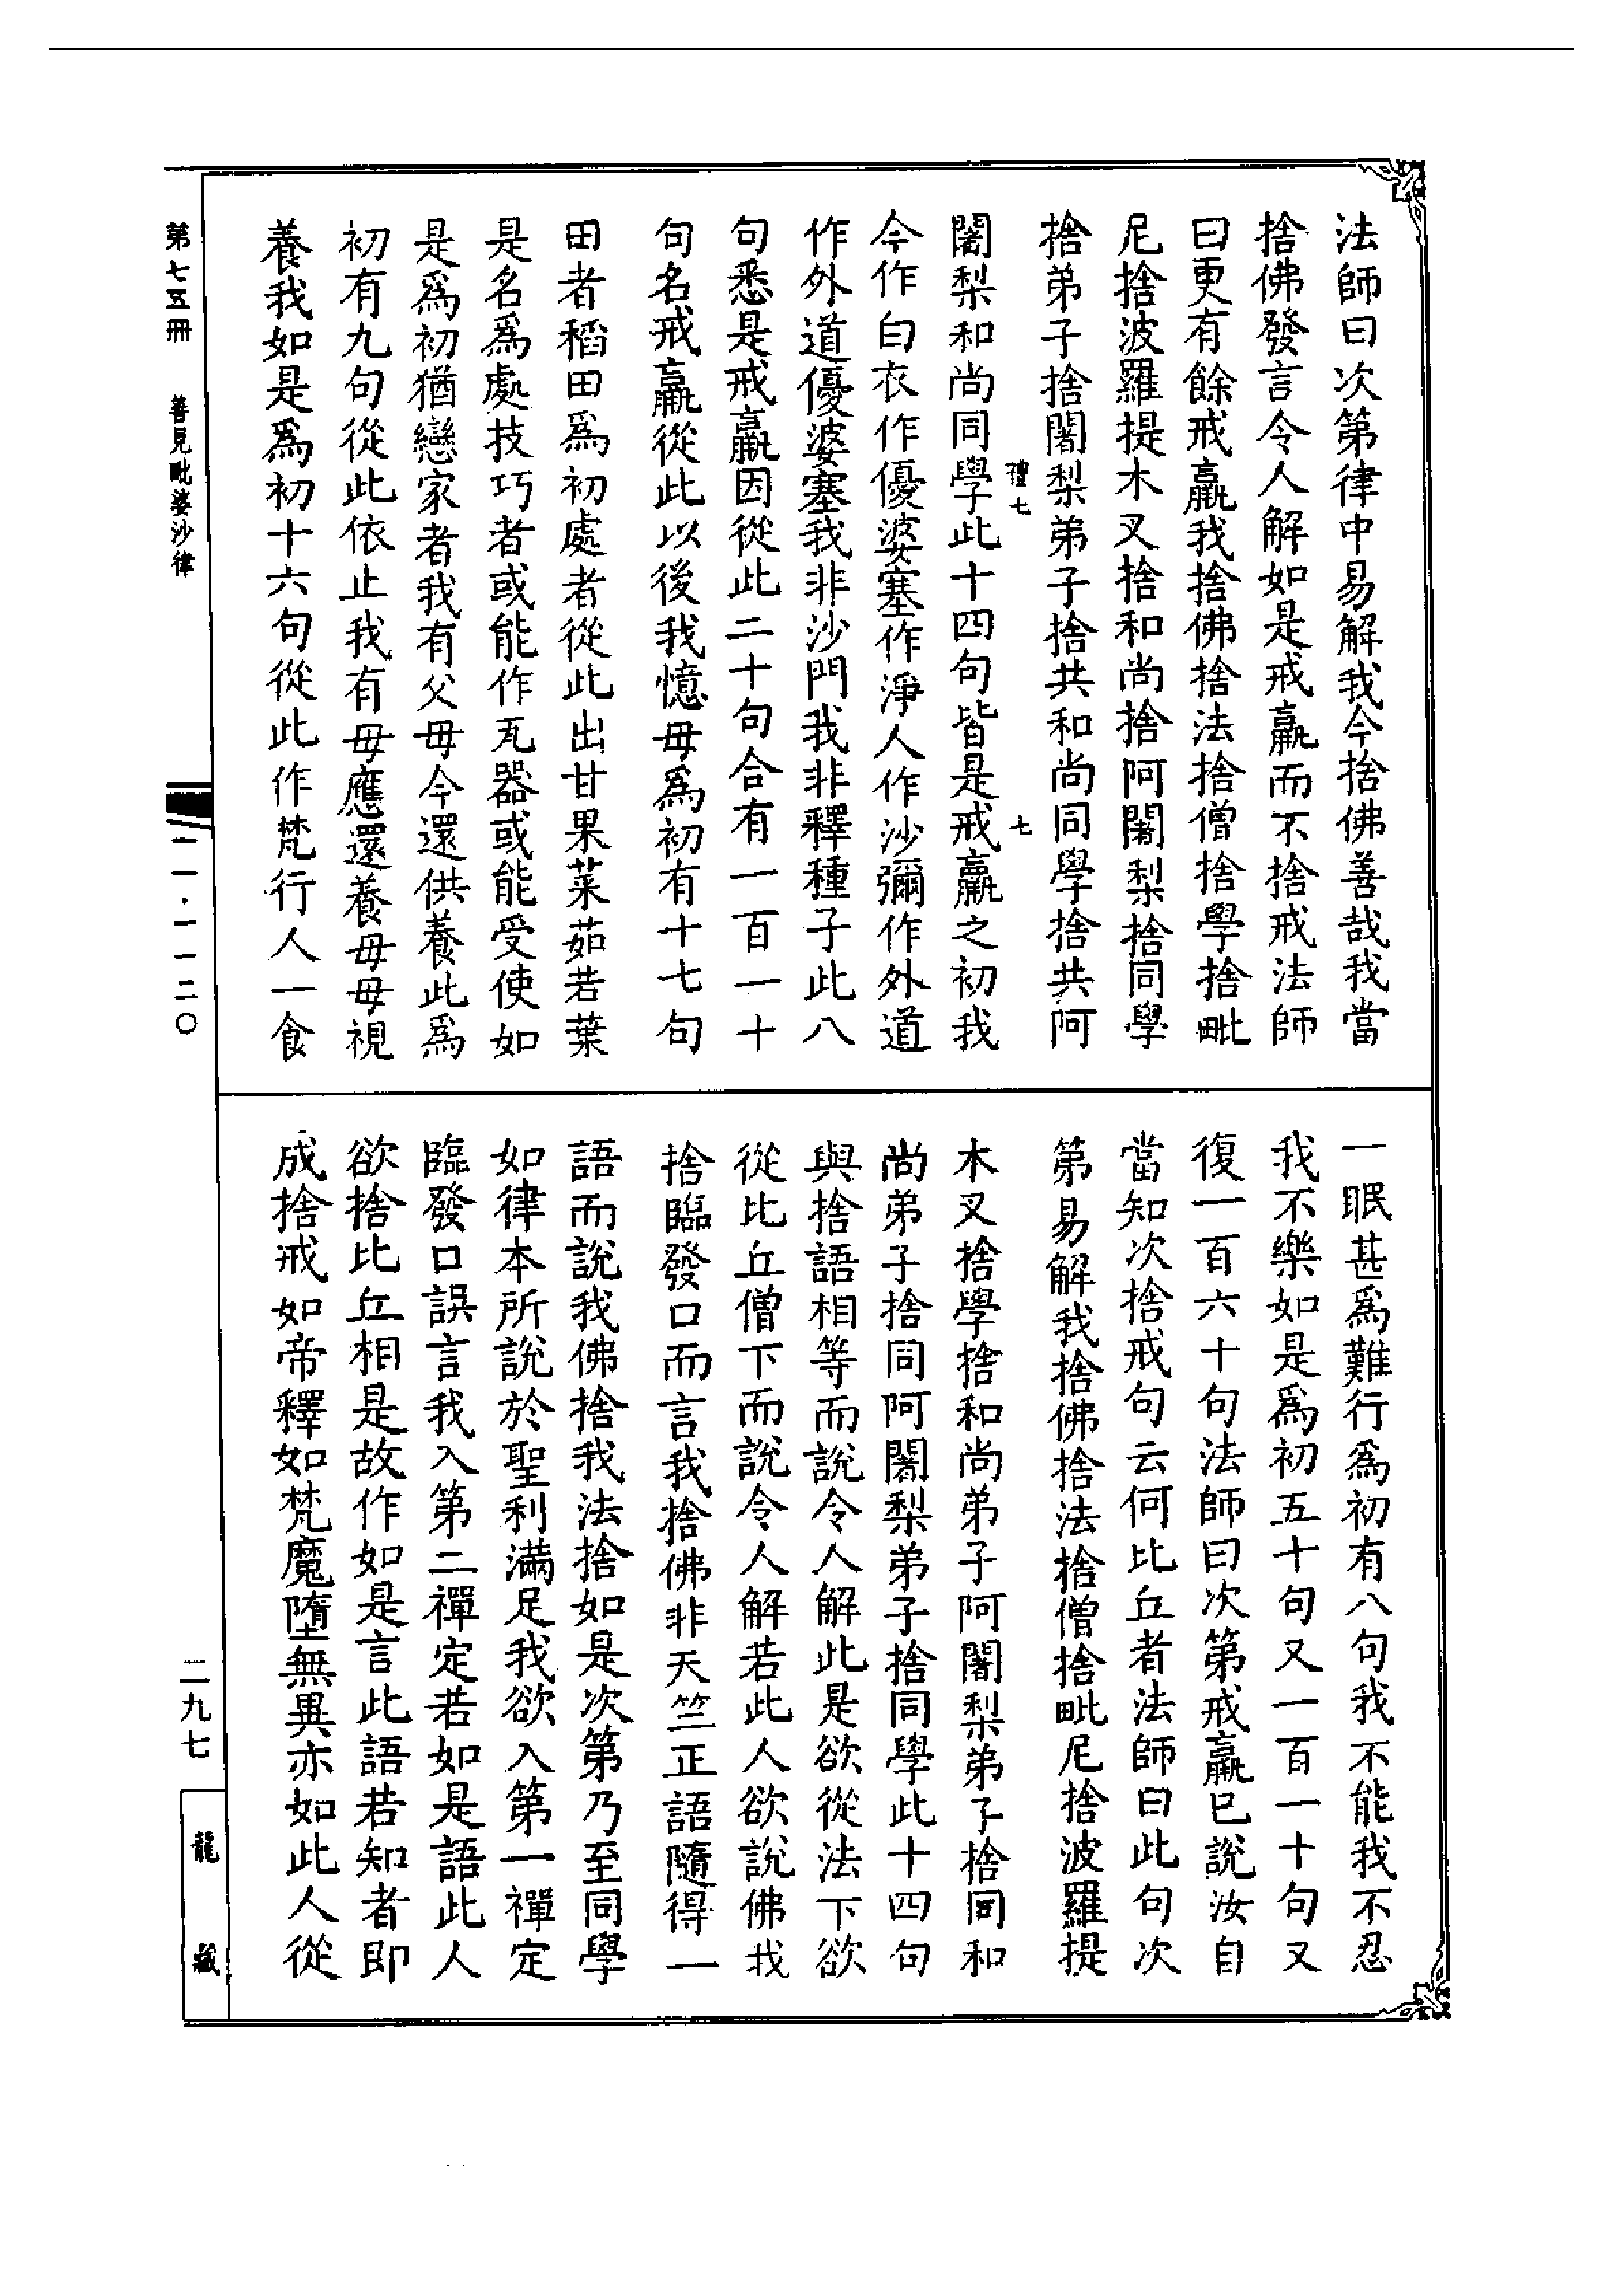 法師曰次第律中易解我今捨佛善哉我當
捨佛發言令人解如是戒羸而不捨戒法師
曰更有餘戒羸我捨佛捨法捨僧捨學捨毗
尼捨波羅提木叉捨和尚捨阿闍梨捨同學
捨弟子捨闍梨弟子捨共和尚同學捨共阿
禮七
七
闍梨和尚同學此十四句皆是戒羸之初我
今作白衣作優婆塞作淨人作沙彌作外道
作外道優婆塞我非沙門我非釋種子此八
句悉是戒羸因從此二十句合有一百一十
句名戒羸從此以後我憶毋爲初有十七句
田者稻田爲初處者從此出甘果菜茹若葉
是名爲處技巧者或能作瓦器或能受使如
是爲初猶戀家者我有父毋今還供養此爲
初有九句從此依止我有毋應還養毋毋視
養我如是爲初十六句從此作梵行人一食
一眠甚爲難行爲初有八句我不能我不忍
我不樂如是爲初五十句又一百一十句又
復一百六十句法師曰次第戒羸已說汝自
當知次捨戒句云何比丘者法師曰此句次
第易解我捨佛捨法捨僧捨毗尼捨波羅提
木叉捨學捨和尚弟子阿闍梨弟子捨同和
尚弟子捨同阿闍梨弟子捨同學此十四句
與捨語相等而說令人解此是欲從法下欲
從比丘僧下而說令人解若此人欲說佛我
捨臨發口而言我捨佛非天竺正語隨得一
語而說我佛捨我法捨如是次第乃至同學
如律本所說於聖利滿足我欲入第一禪定
臨發口誤言我入第二禪定若如是語此人
欲捨比丘相是故作如是言此語若知者即
成捨戒如帝釋如梵魔墮無異亦如此人從
第七五冊
善見毗婆沙律
二一·一一二〇
二九七
龍藏